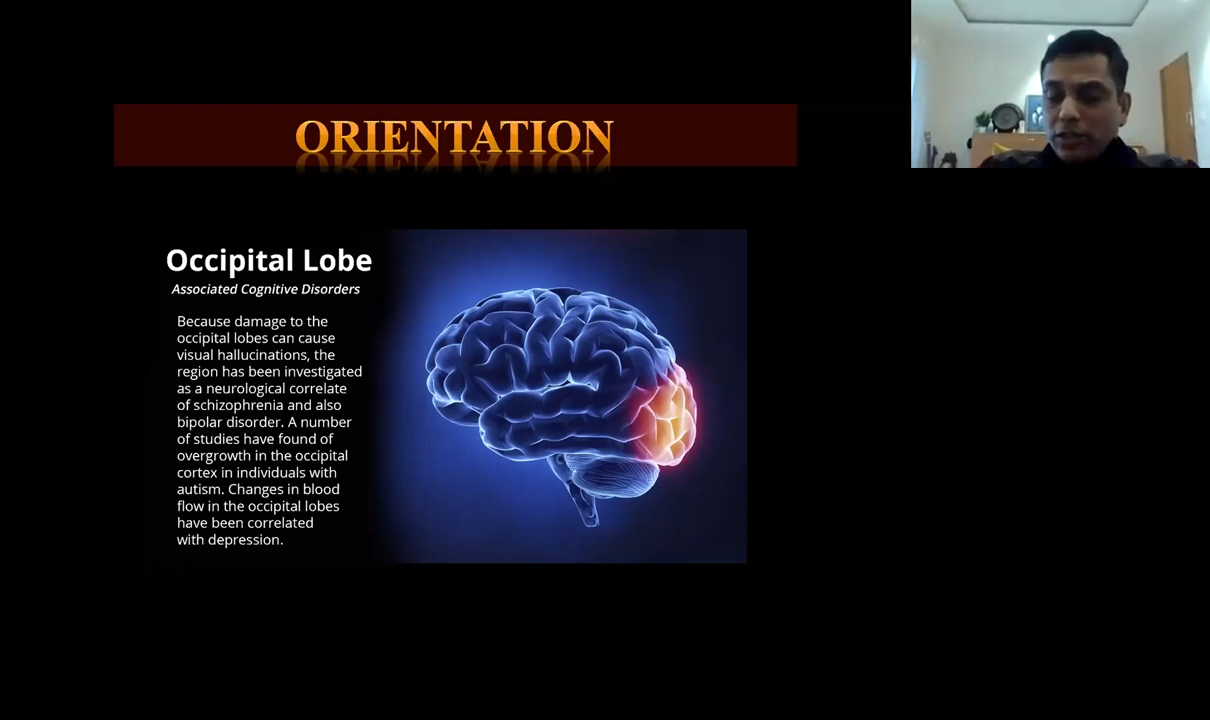 ORIENTATION
Occipital Lobe
Associated Cognitive Disorders
Because damage to the
occipital lobes can cause
visual hallucinations, the
region has been investigated
as a neurological correlate
of schizophrenia and also
bipolar disorder. A number
of studies have found of
overgrowth in the occipital
cortex in individuals with
autism. Changes in blood
flow in the occipital lobes
have been correlated
with depression.